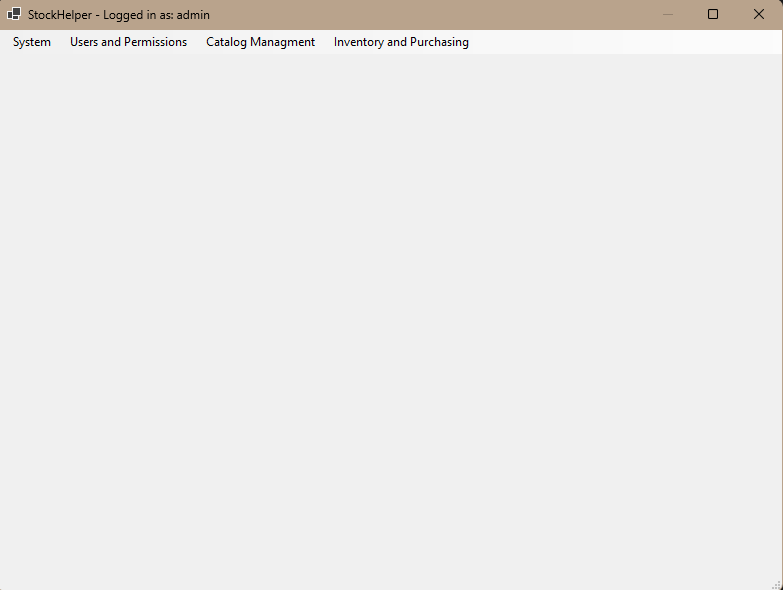 StockHelper - Logged in as: admin
System Users and Permissions Catalog Managment Inventory and Purchasing